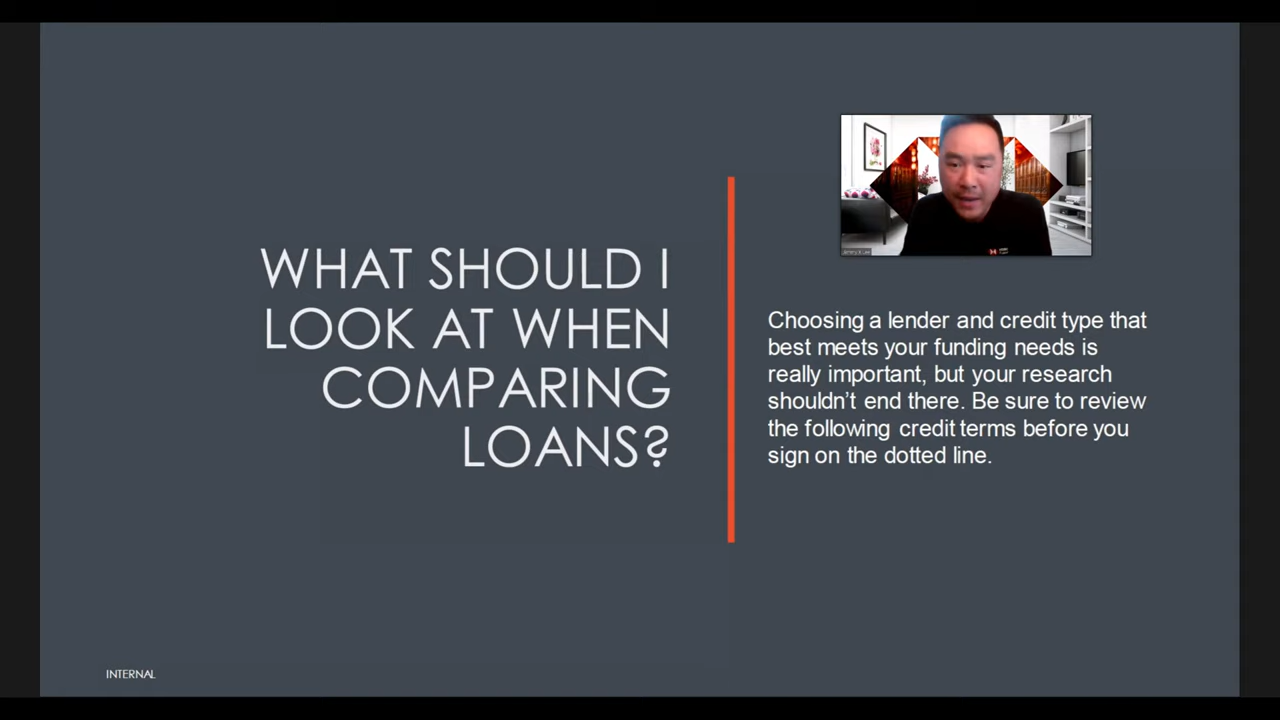 WHAT SHOULD I
LOOK AT WHEN
COMPARING
LOANS?
Choosing a lender and credit type that
best meets your funding needs is
really important, but your research
shouldn’t end there. Be sure to review
the following credit terms before you
sign on the dotted line.
INTERNAL